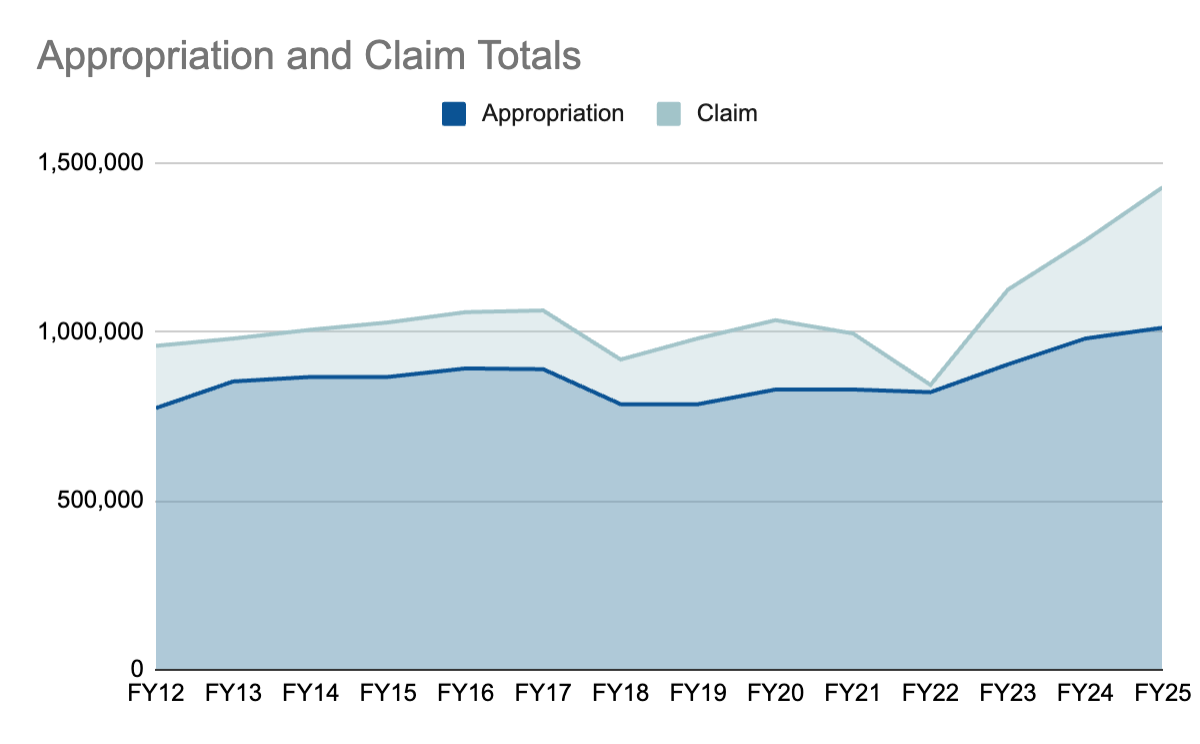 Appropriation and Claim Totals
Appropriation Claim
1,500,000
1,000,000
500,000
0
FY12 FY13 FY14 FY15 FY16 FY17 FY18 FY19 FY20 FY21 FY22 FY23 FY24 FY25